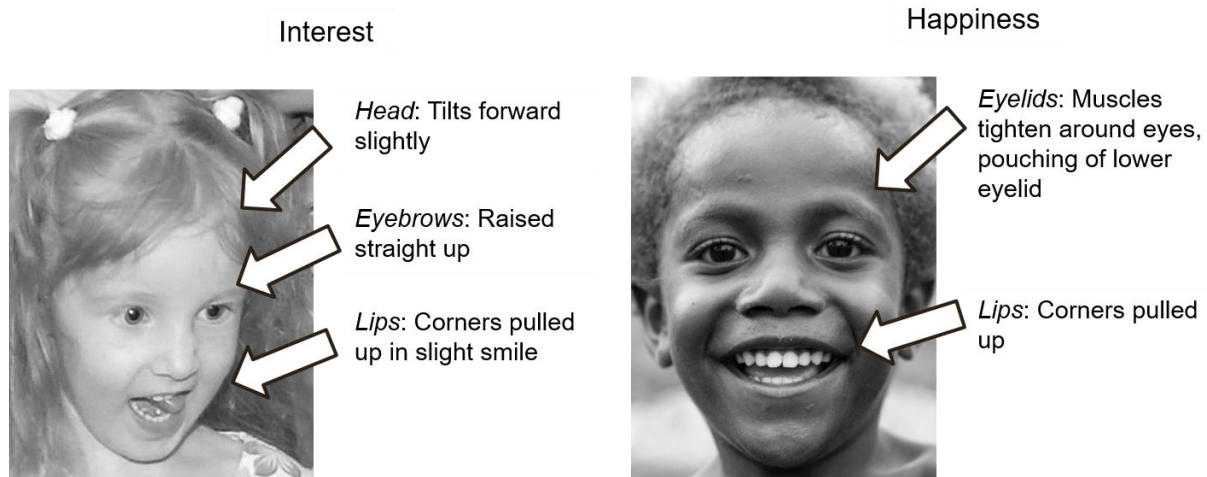 Interest
Head: Tilts forward
slightly
Eyebrows: Raised
straight up
Lips: Corners pulled
up in slight smile
Happiness
Eyelids: Muscles
tighten around eyes,
pouching of lower
eyelid
Lips: Corners pulled
up